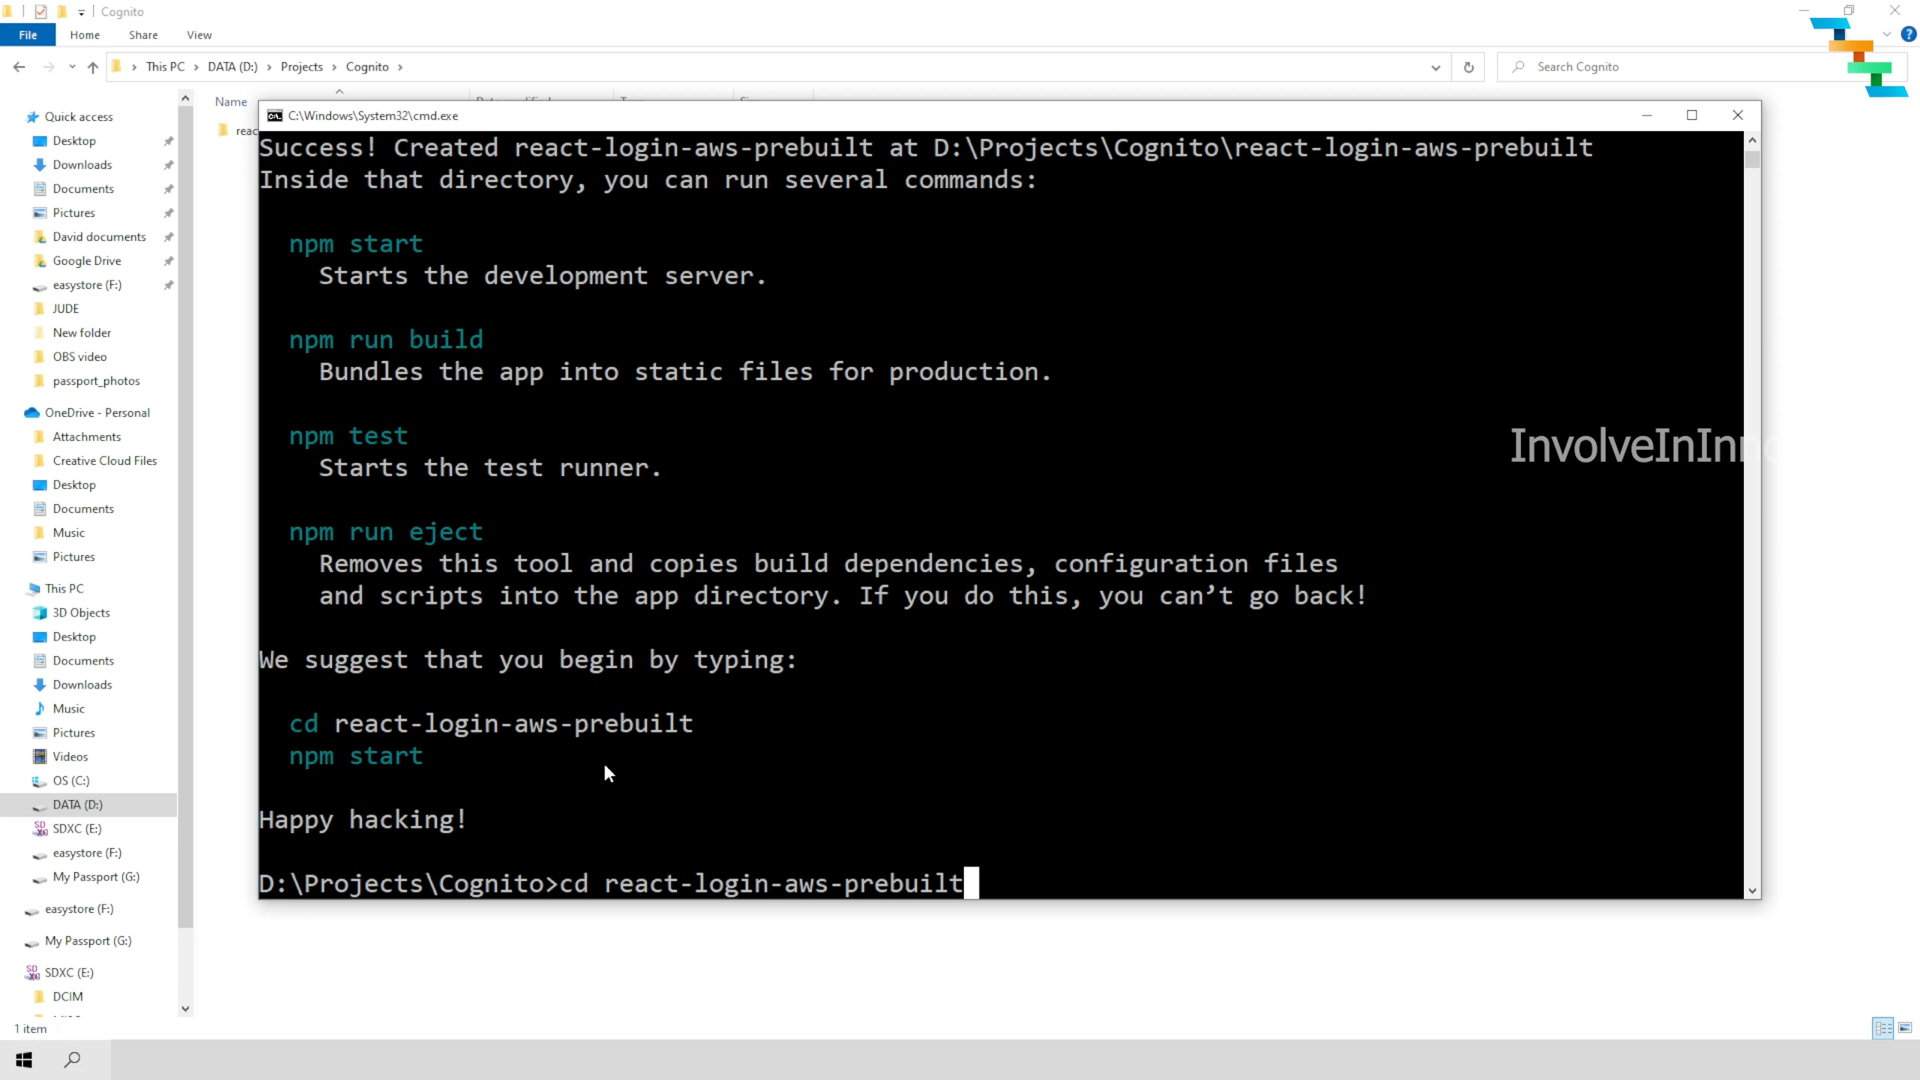 Cognito
File Home Share View
This PC > DATA (D:) > Projects > Cognito >
Search Cognito
Name
Quick access
Desktop
Downloads
Documents
Pictures
David documents
Google Drive
easystore (F:)
JUDE
New folder
OBS video
passport_photos
OneDrive - Personal
Attachments
Creative Cloud Files
Desktop
Documents
Music
Pictures
This PC
3D Objects
Desktop
Documents
Downloads
Music
Pictures
Videos
OS (C:)
DATA (D:)
SDXC (E:)
easystore (F:)
My Passport (G:)
easystore (F:)
My Passport (G:)
SDXC (E:)
DCIM
1 item
C:\Windows\System32\cmd.exe
Success! Created react-login-aws-prebuilt at D:\Projects\Cognito\react-login-aws-prebuilt
Inside that directory, you can run several commands:
npm start
Starts the development server.
npm run build
Bundles the app into static files for production.
npm test
Starts the test runner.
npm run eject
Removes this tool and copies build dependencies, configuration files
and scripts into the app directory. If you do this, you can’t go back!
We suggest that you begin by typing:
cd react-login-aws-prebuilt
npm start
Happy hacking!
D:\Projects\Cognito>cd react-login-aws-prebuilt